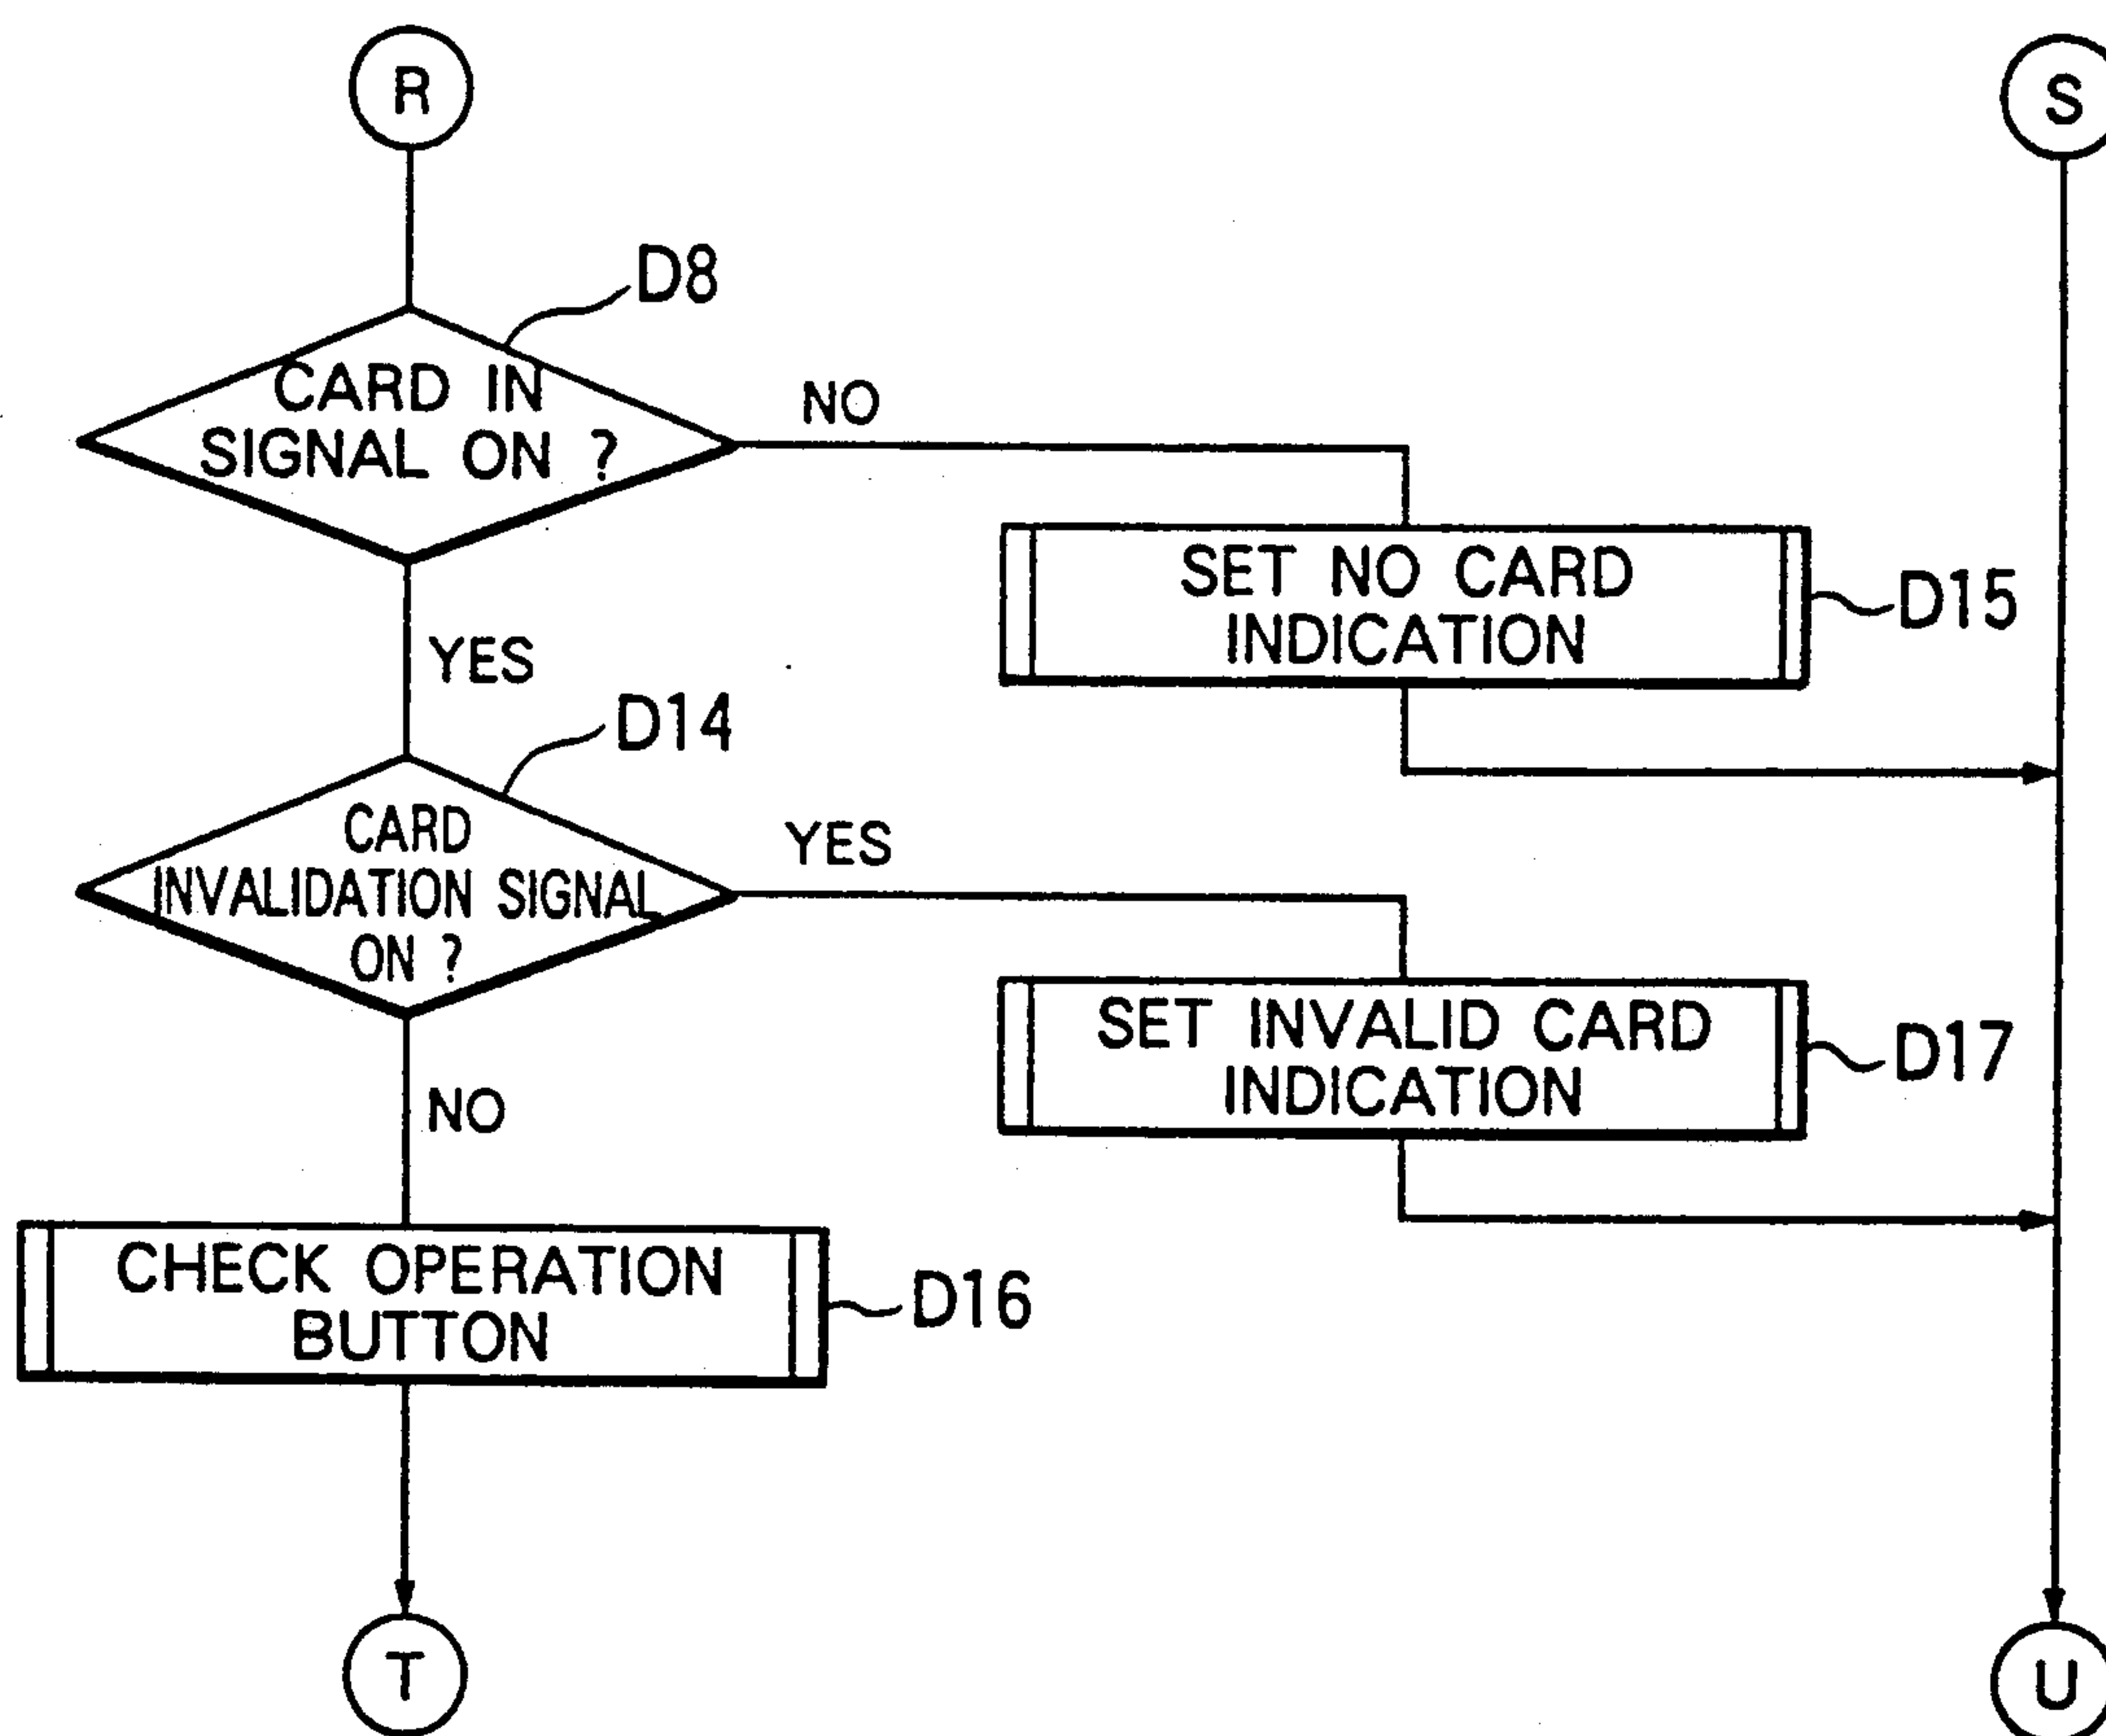 R
S
D8
CARD IN
SIGNAL ON ?
NO
SET NO CARD
INDICATION
D15
YES
D14
CARD
INVALIDATION SIGNAL
ON ?
YES
SET INVALID CARD
INDICATION
D17
NO
CHECK OPERATION
BUTTON
D16
T
U